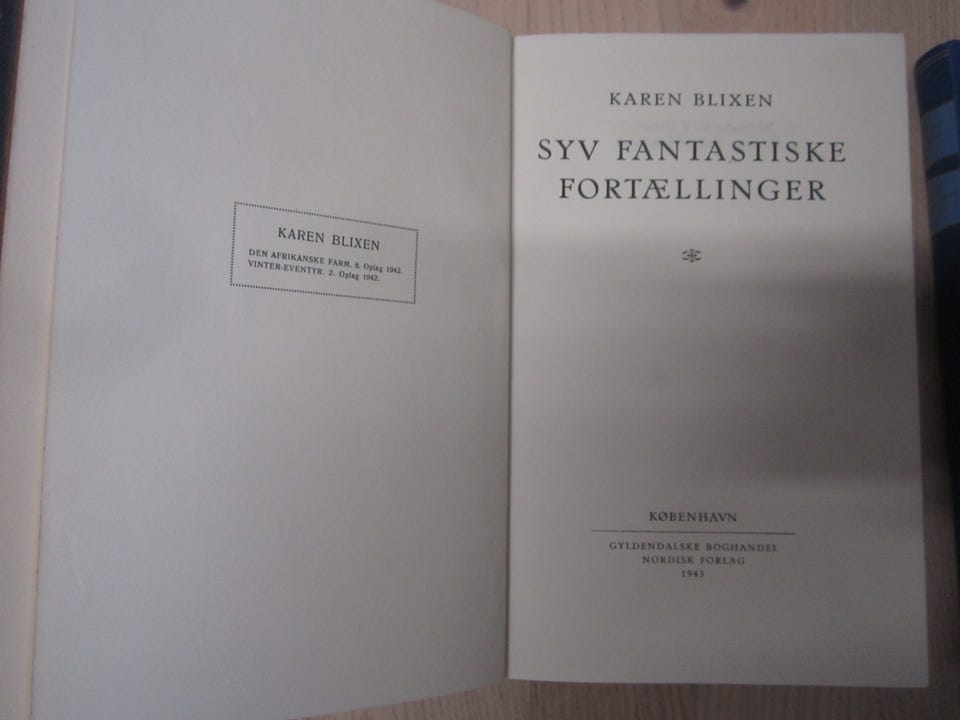 KAREN BLIXEN
DEN AFRIKANSKE FARM. 8. Oplag 1942.
VINTER-EVENTYR. 2. Oplag 1942.
KAREN BLIXEN
SYV FANTASTISKE
FORTÆLLINGER
KØBENHAVN
GYLDENDALSKE BOGHANDEL
NORDISK FORLAG
1943